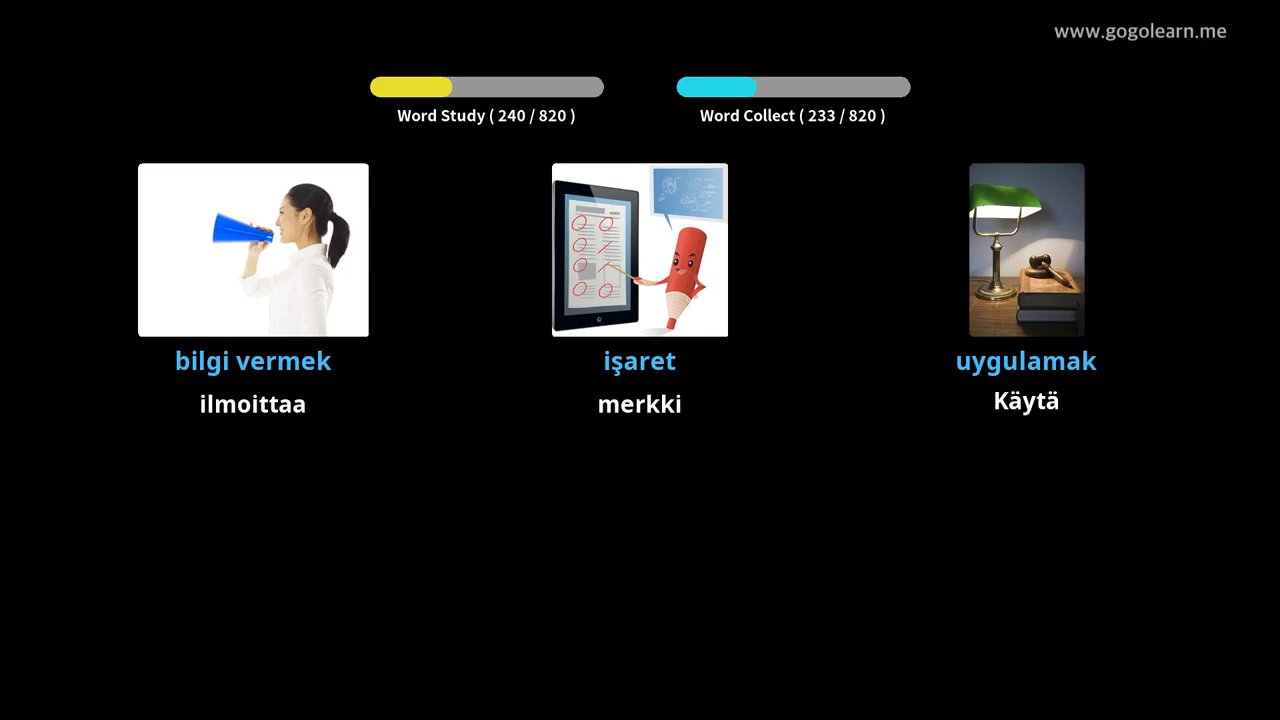 www.gogolearn.me
Word Study ( 240 / 820 )
Word Collect ( 233 / 820 )
bilgi vermek
ilmoittaa
işaret
merkki
uygulamak
Käytä